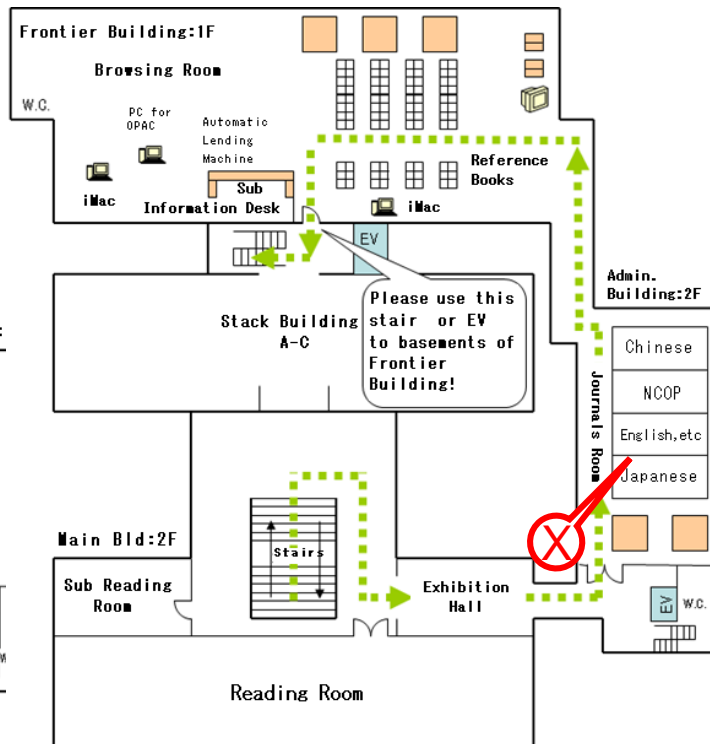 Frontier Building:1F
Browsing Room
W.C.
PC for
OPAC
Automatic
Lending
Machine
iMac
Sub
Information Desk
iMac
Reference
Books
EV
Please use this
stair or EV
to basements of
Frontier
Building!
Stack Building
A-C
Admin.
Building:2F
Chinese
NCOP
English,etc
Japanese
Journals Room
X
Main Bld:2F
Stairs
Sub Reading
Room
Exhibition
Hall
EV
W.C.
Reading Room